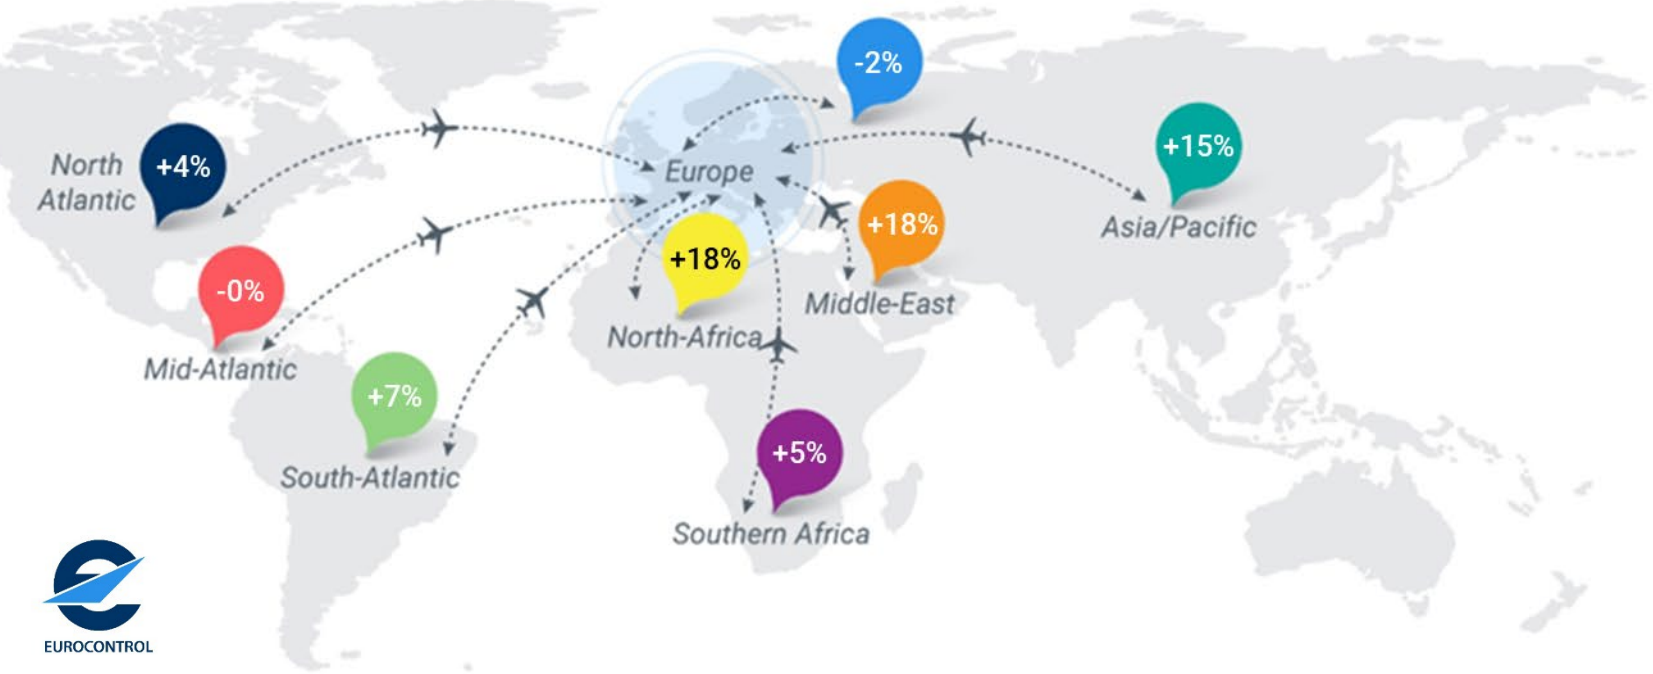 -2%
+15%
Asia/Pacific
North
Atlantic
+4%
Europe
+18%
Middle-East
+18%
North-Africa
-0%
Mid-Atlantic
+7%
South-Atlantic
+5%
Southern Africa
EUROCONTROL